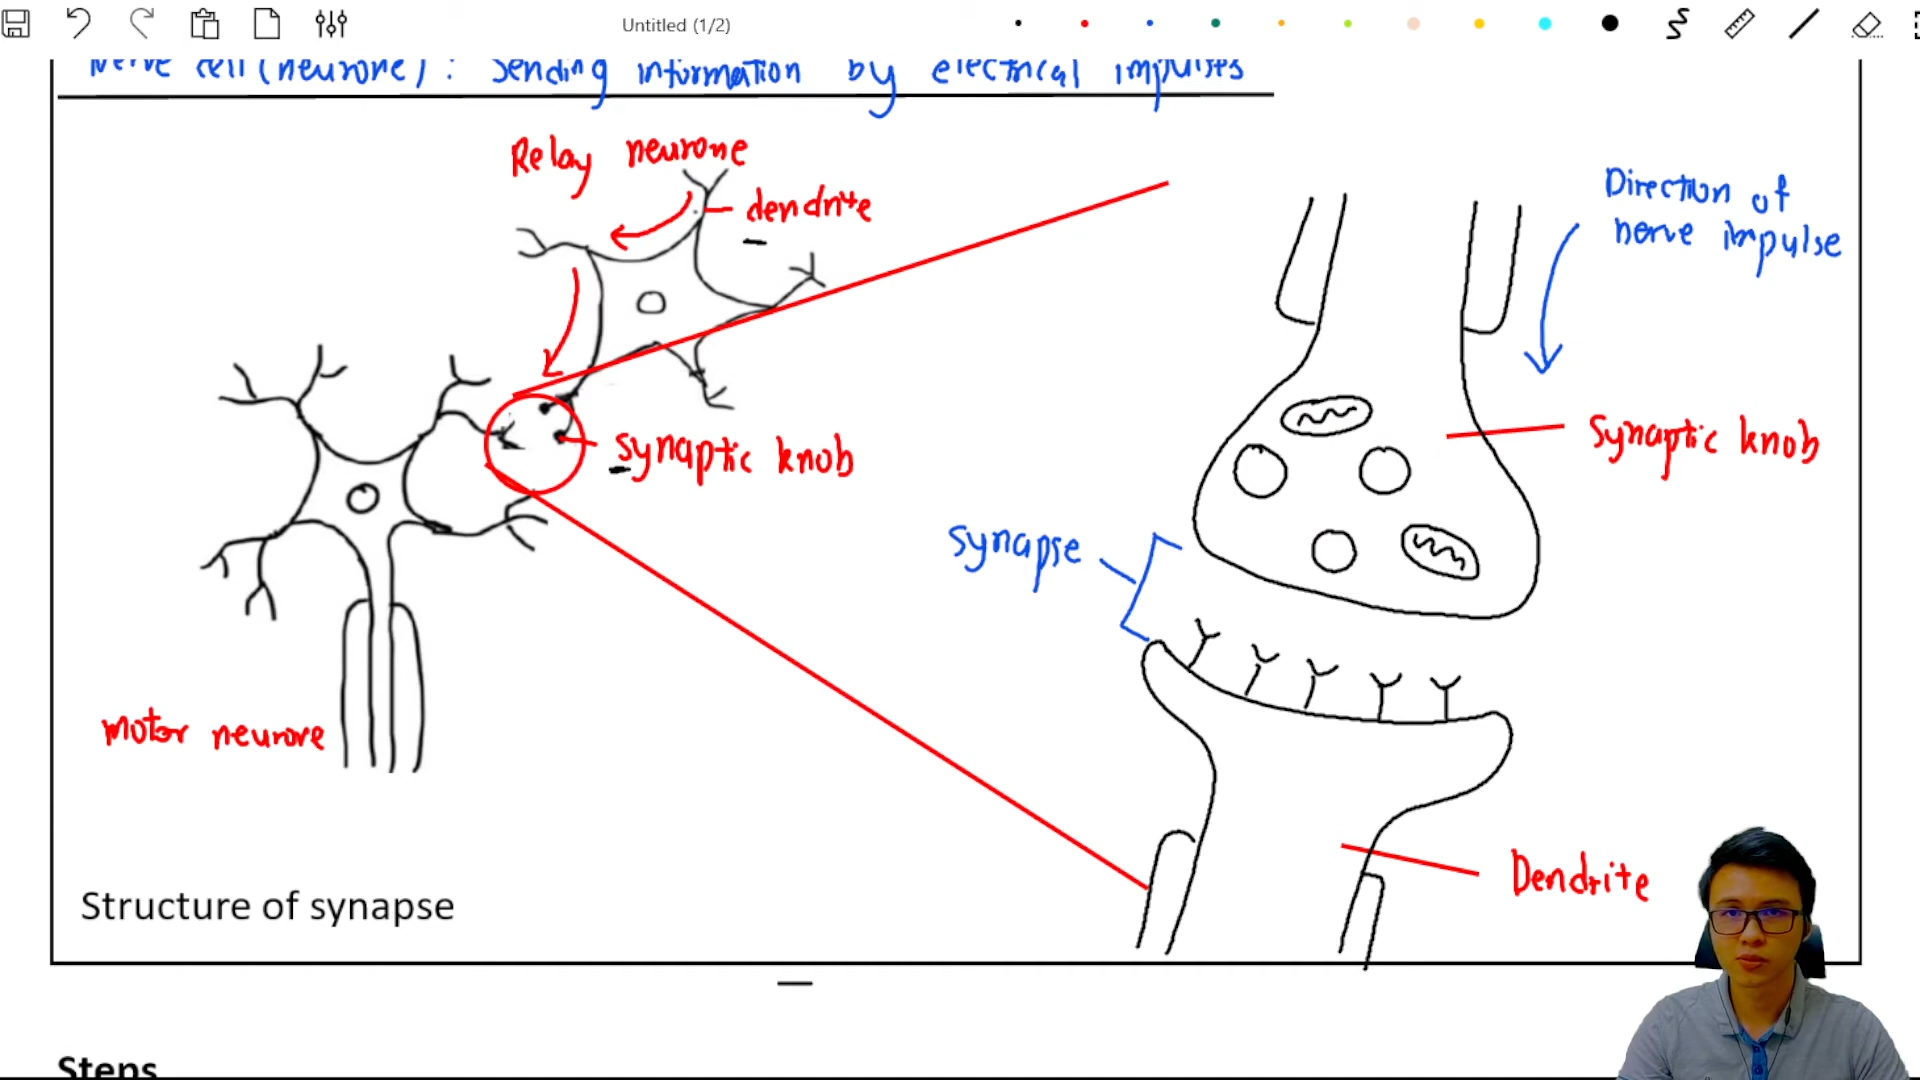 Untitled (1/2)
Nerve cell (neurone) : Sending information by electrical impulses
Relay neurone
dendrite
Direction of
nerve impulse
Synaptic knob
synaptic knob
Synapse
motor neurone
Dendrite
Structure of synapse
Steps